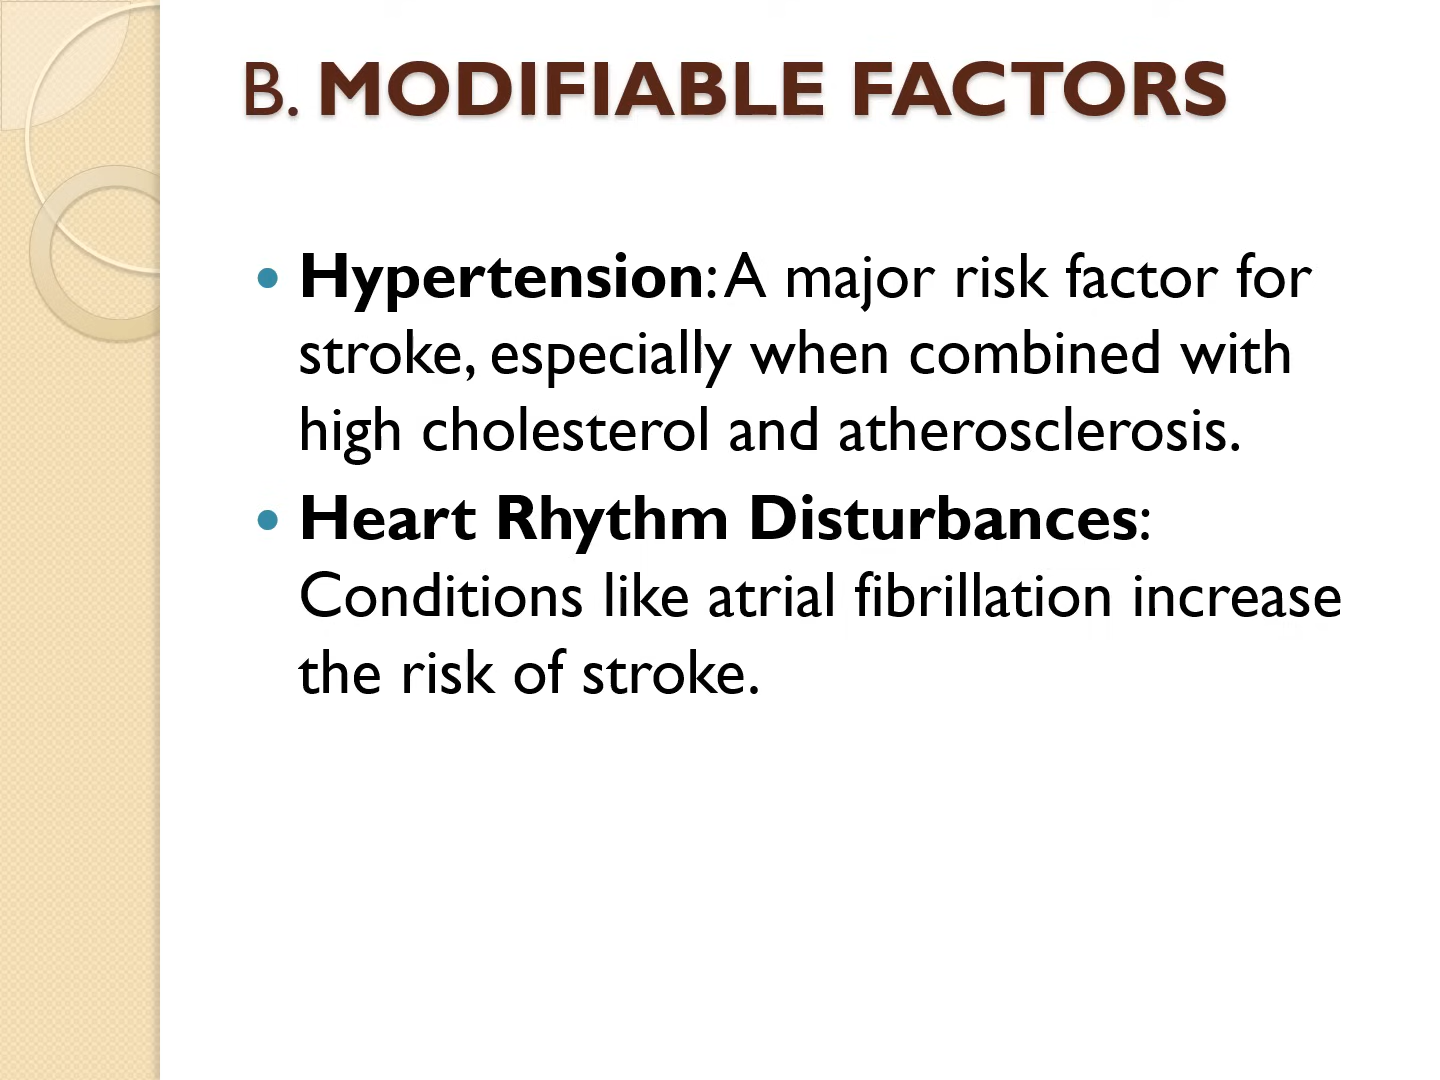 B. MODIFIABLE FACTORS
• Hypertension: A major risk factor for
stroke, especially when combined with
high cholesterol and atherosclerosis.
• Heart Rhythm Disturbances:
Conditions like atrial fibrillation increase
the risk of stroke.